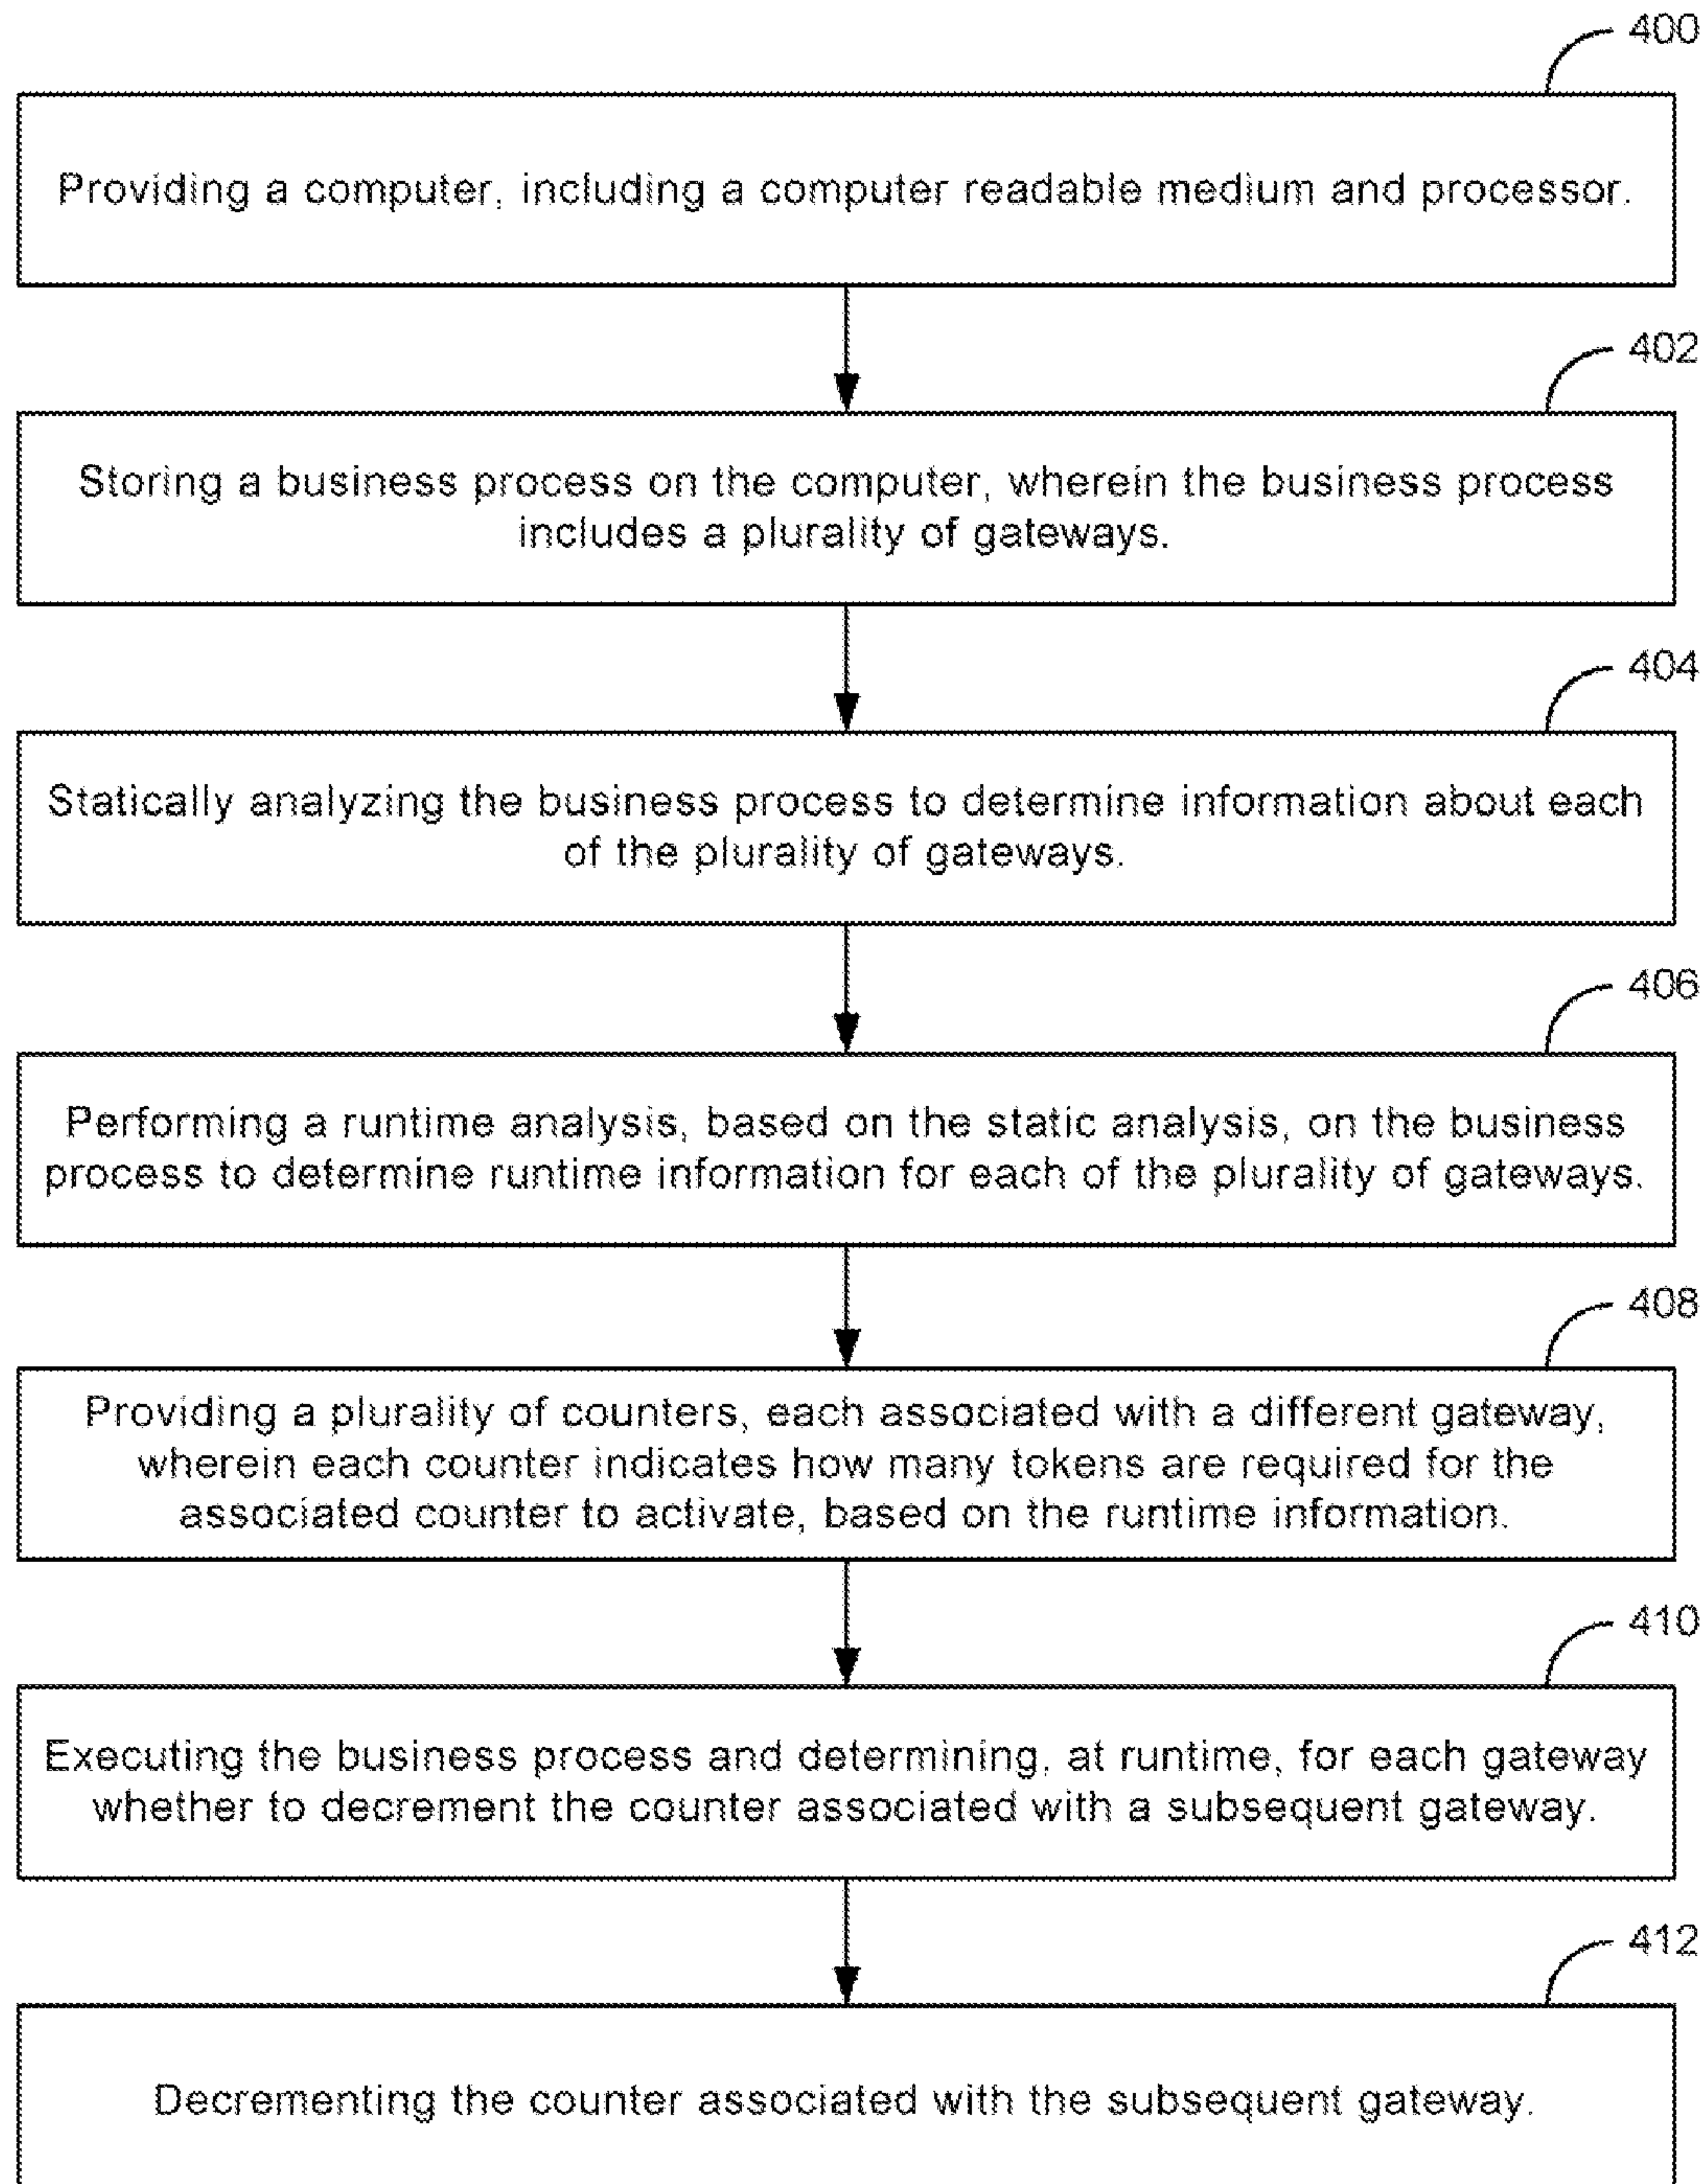 400
Providing a computer, including a computer readable medium and processor.
402
Storing a business process on the computer, wherein the business process
includes a plurality of gateways.
404
Statically analyzing the business process to determine information about each
of the plurality of gateways.
406
Performing a runtime analysis, based on the static analysis, on the business
process to determine runtime information for each of the plurality of gateways.
408
Providing a plurality of counters, each associated with a different gateway,
wherein each counter indicates how many tokens are required for the
associated counter to activate, based on the runtime information.
410
Executing the business process and determining, at runtime, for each gateway
whether to decrement the counter associated with a subsequent gateway.
412
Decrementing the counter associated with the subsequent gateway.